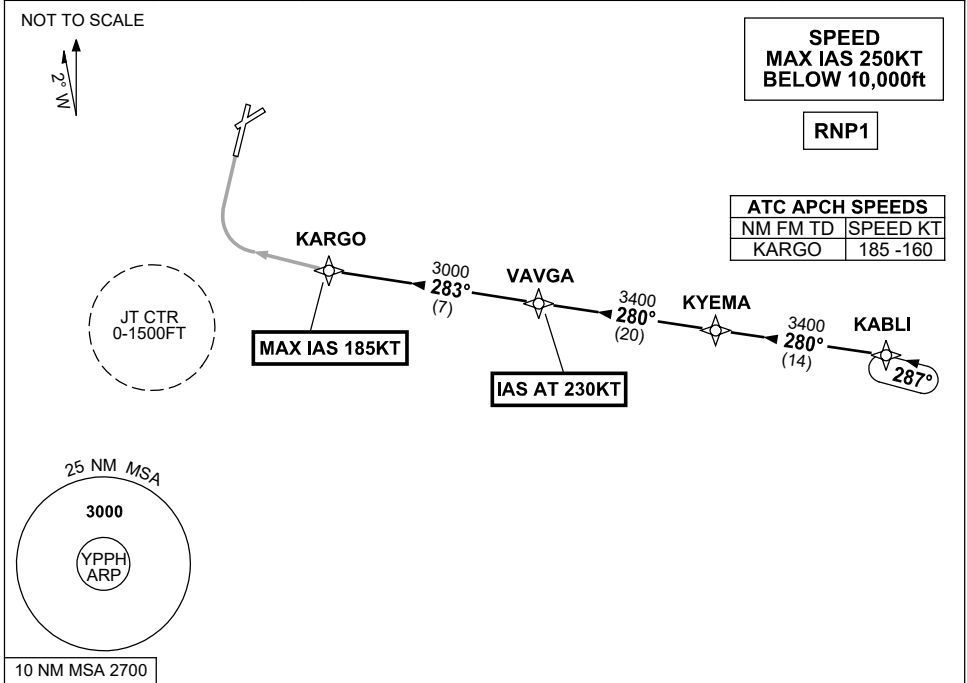 NOT TO SCALE
2° W
SPEED
MAX IAS 250KT
BELOW 10,000ft
RNP1
ATC APCH SPEEDS
NM FM TD SPEED KT
KARGO 185 -160
KARGO
3000
283°
(7)
VAVGA
3400
280°
(20)
KYEMA
3400
280°
(14)
KABLI
287°
JT CTR
0-1500FT
MAX IAS 185KT
IAS AT 230KT
25 NM MSA
3000
YPPH
ARP
10 NM MSA 2700